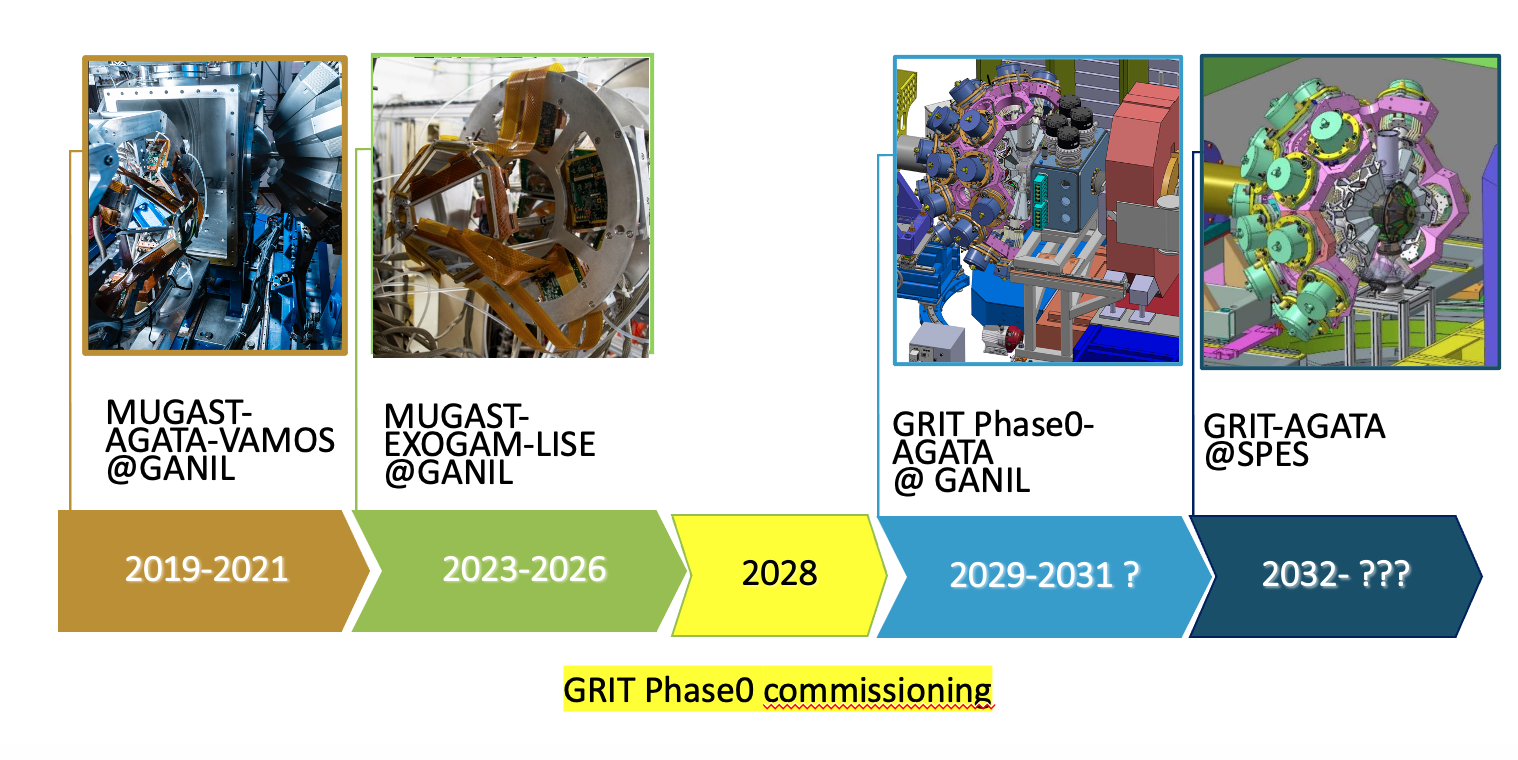 MUGAST-
AGATA-VAMOS
@GANIL
MUGAST-
EXOGAM-LISE
@GANIL
GRIT Phase0-
AGATA
@ GANIL
GRIT-AGATA
@SPES
2019-2021
2023-2026
2028
2029-2031 ?
2032- ???
GRIT Phase0 commissioning